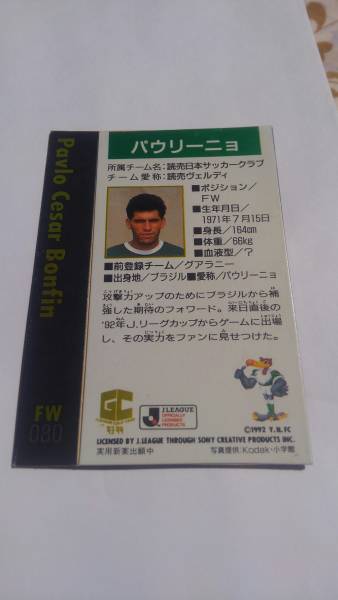 パウリーニョ
所属チーム名：読売日本サッカークラブ
チーム愛称：読売ヴェルディ
■ポジション／
FW
■生年月日／
1971年7月15日
■身長／164cm
■体重／66kg
■血液型／?
■前登録チーム／グアラニー
■出身地／ブラジル■愛称／パウリーニョ
攻撃力アップのためにブラジルから補
強した期待のフォワード。来日直後の
'92年J.リーグカップからゲームに出場
し、その実力をファンに見せつけた。
Pavlo Cesar Bonfin
FW
080
GC
J.LEAGUE
OFFICIALLY
LICENSED
PRODUCTS
©1992 Y.N.FC
LICENSED BY J.LEAGUE THROUGH SONY CREATIVE PRODUCTS INC.
実用新案出願中
写真提供・Kodak・小学館